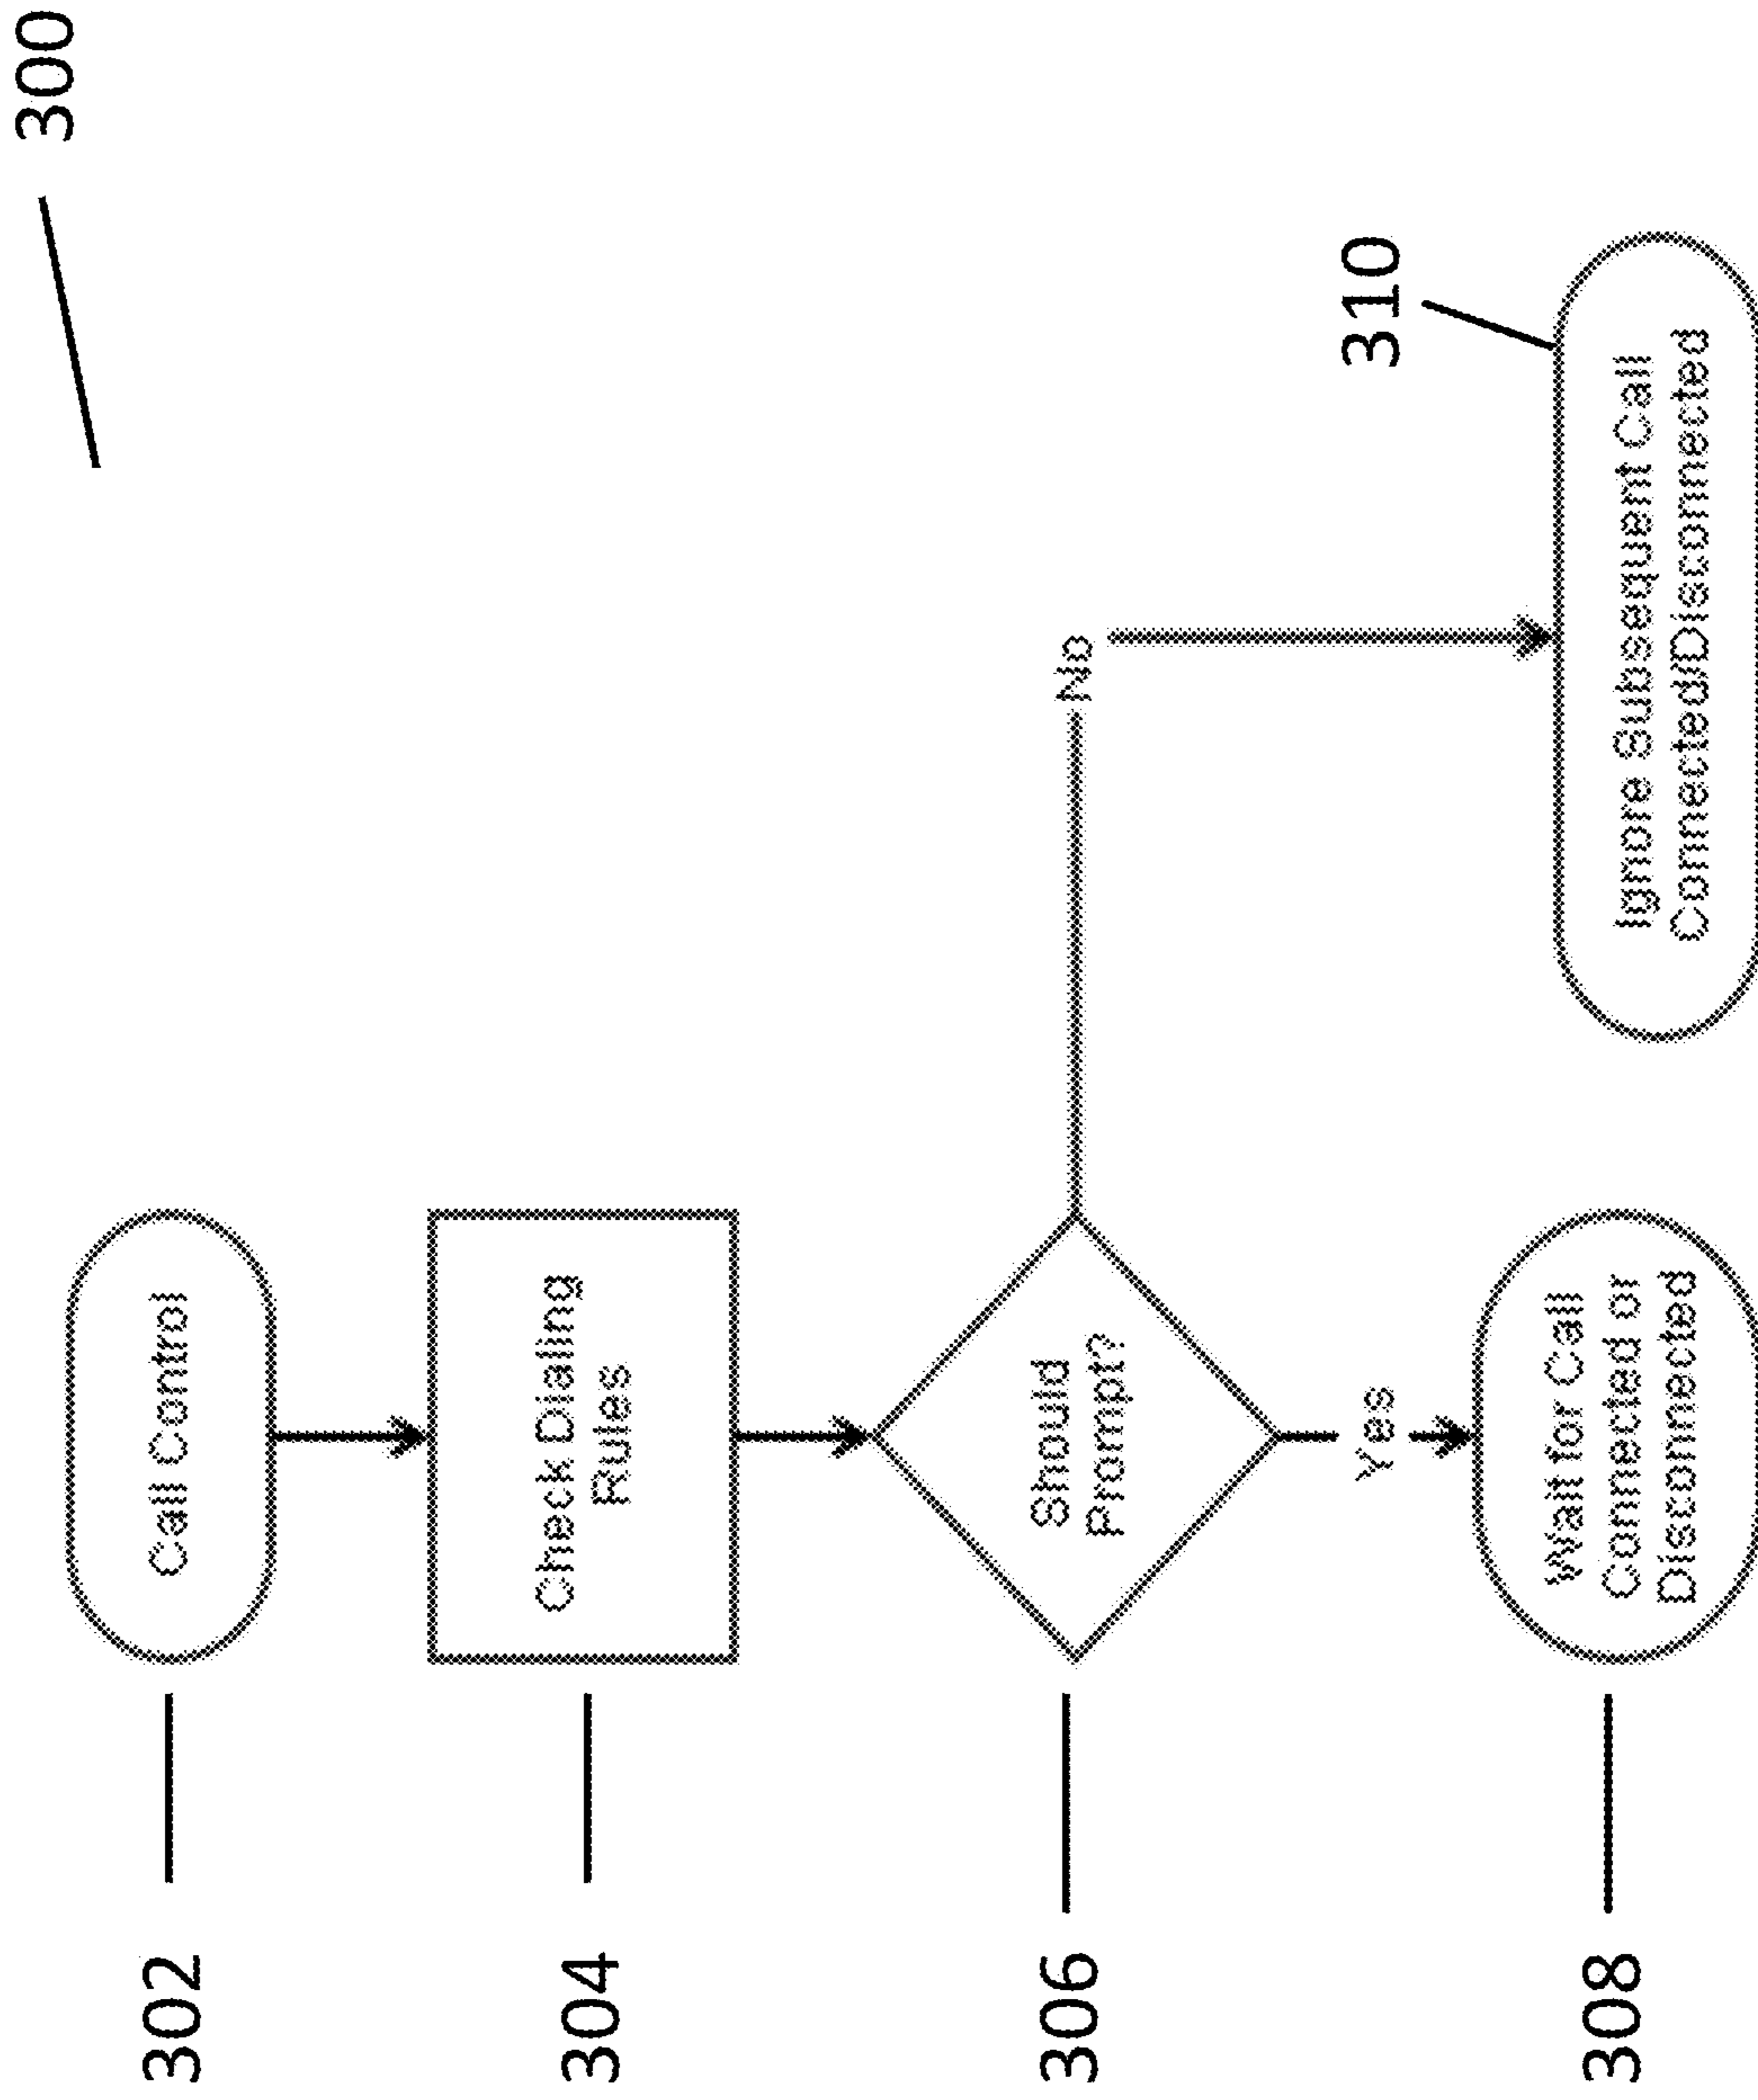 300
302
Call Control
304
Check Dialing
Rules
306
Should
Prompt?
No
Yes
310
308
Wait for Call
Connected or
Disconnected
Ignore Subsequent Call
Connected/Disconnected